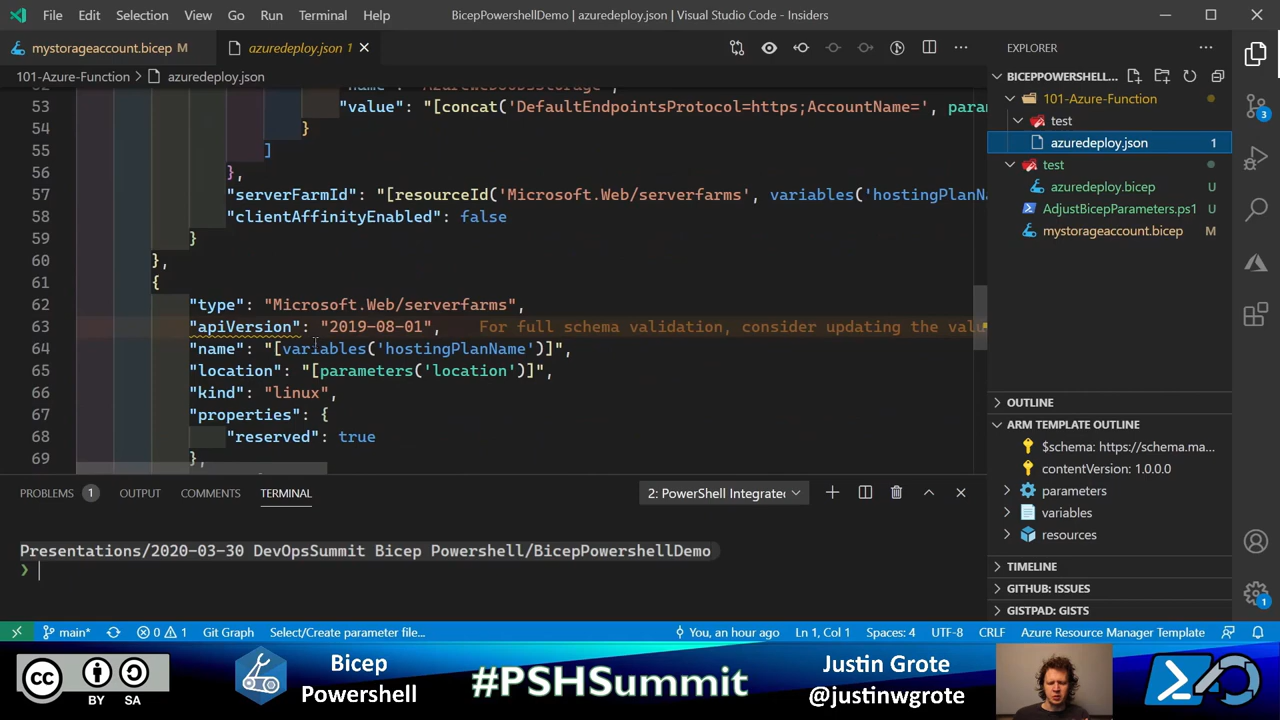 File Edit Selection View Go Run Terminal Help
BicepPowershellDemo | azuredeploy.json | Visual Studio Code - Insiders
mystorageaccount.bicep M
azuredeploy.json 1
101-Azure-Function > azuredeploy.json
53 "value": "[concat('DefaultEndpointsProtocol=https;AccountName=', para
54 }
55 ]
56 },
57 "serverFarmId": "[resourceId('Microsoft.Web/serverfarms', variables('hostingPlanNa
58 "clientAffinityEnabled": false
59 }
60 },
61 {
62 "type": "Microsoft.Web/serverfarms",
63 "apiVersion": "2019-08-01", For full schema validation, consider updating the valu
64 "name": "[variables('hostingPlanName')]",
65 "location": "[parameters('location')]",
66 "kind": "linux",
67 "properties": {
68 "reserved": true
69 },
EXPLORER
BICEPPOWERSHELL...
101-Azure-Function
test
azuredeploy.json 1
test
azuredeploy.bicep U
AdjustBicepParameters.ps1 U
mystorageaccount.bicep M
OUTLINE
ARM TEMPLATE OUTLINE
$schema: https://schema.ma...
contentVersion: 1.0.0.0
parameters
variables
resources
TIMELINE
GITHUB: ISSUES
GISTPAD: GISTS
3
1
PROBLEMS 1 OUTPUT COMMENTS TERMINAL
2: PowerShell Integrated
Presentations/2020-03-30 DevOpsSummit Bicep Powershell/BicepPowershellDemo
❯
main* 0 1 Git Graph Select/Create parameter file... You, an hour ago Ln 1, Col 1 Spaces: 4 UTF-8 CRLF Azure Resource Manager Template
cc
BY SA
Bicep
Powershell
#PSHSummit
Justin Grote
@justinwgrote